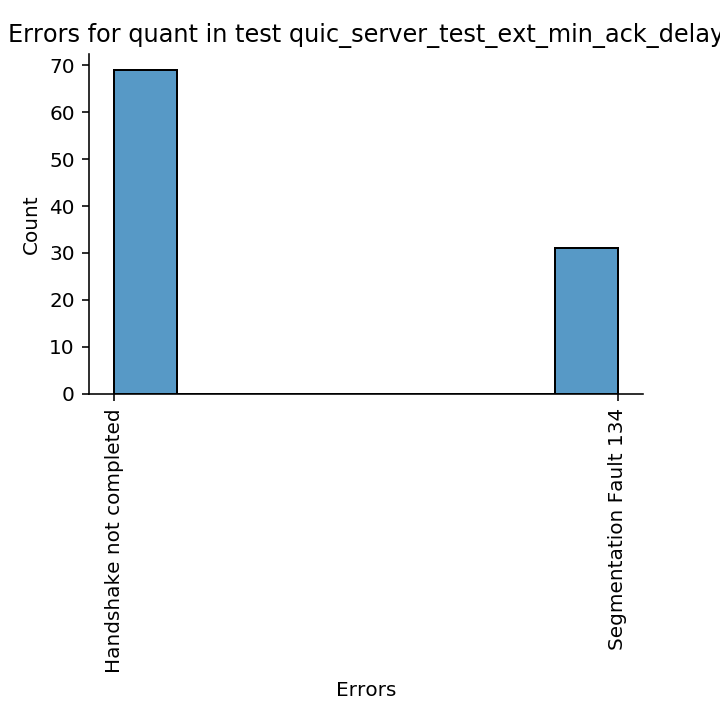 Errors for quant in test quic_server_test_ext_min_ack_delay
70
60
50
40
30
20
10
0
Count
Handshake not completed
Segmentation Fault 134
Errors